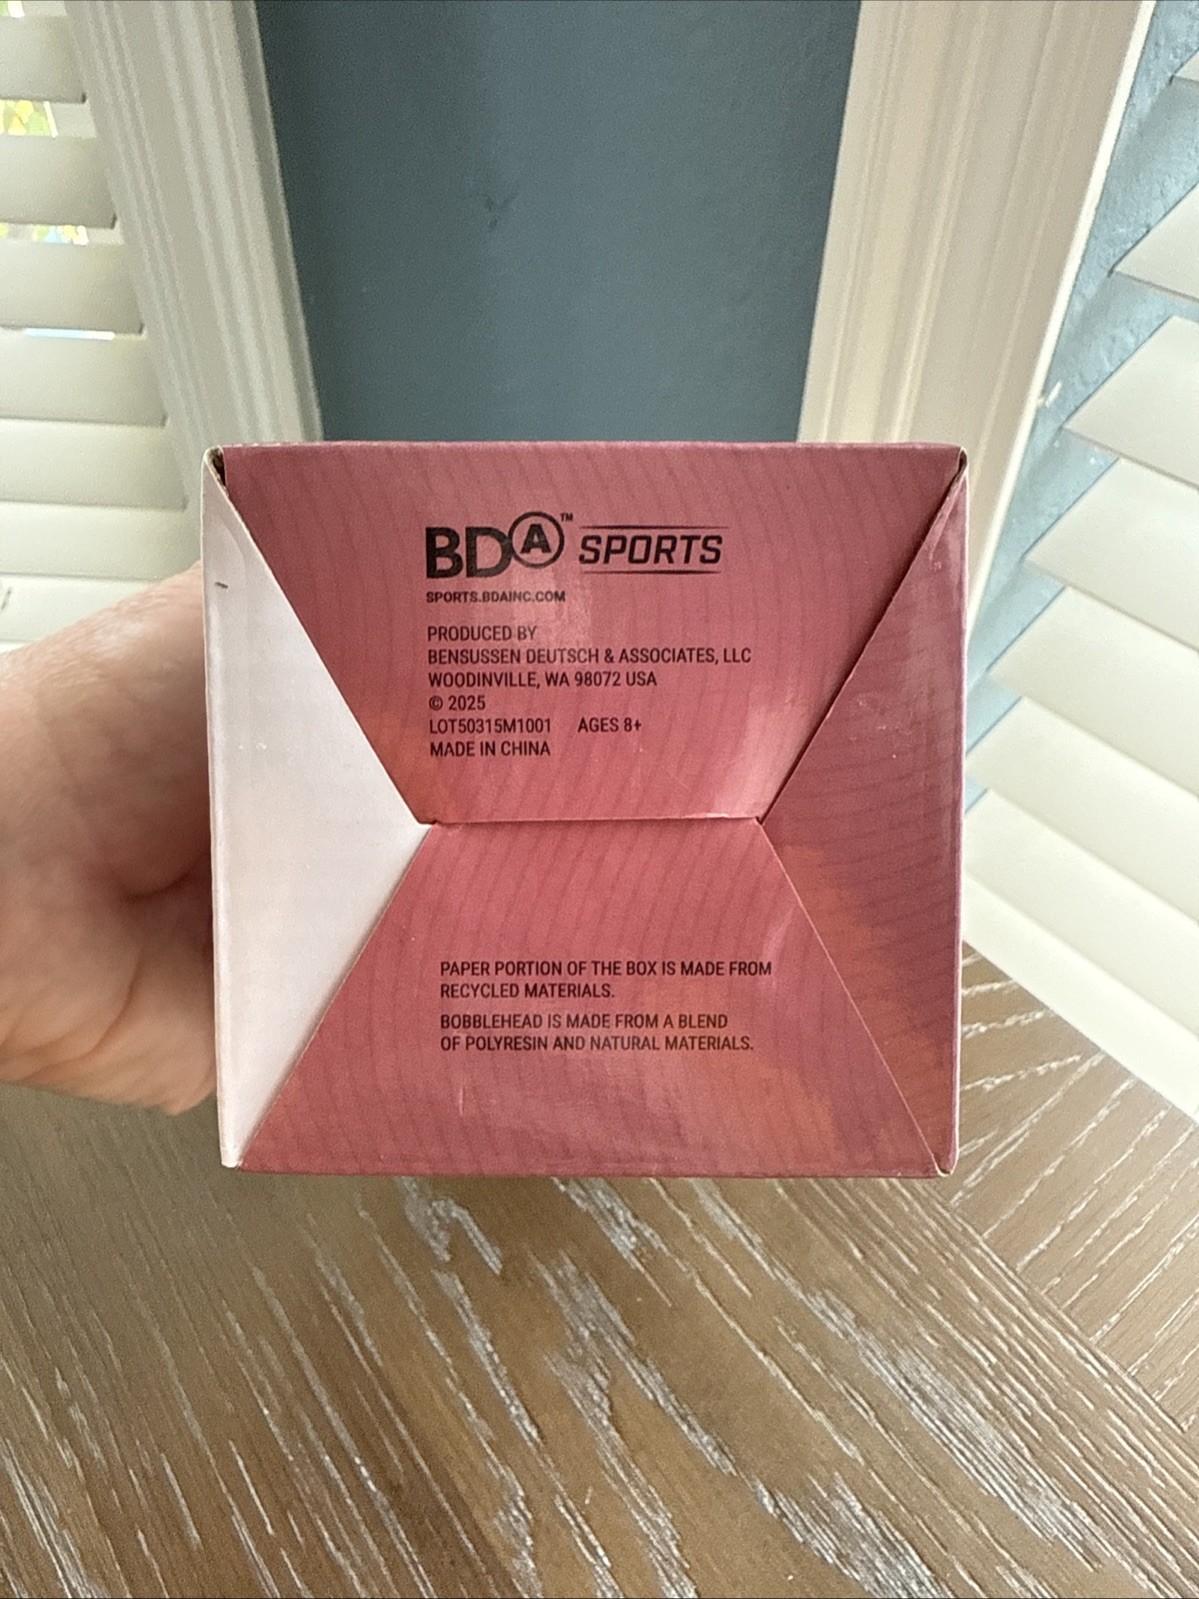 BDA™ SPORTS
SPORTS.BDAINC.COM
PRODUCED BY
BENSUSSEN DEUTSCH & ASSOCIATES, LLC
WOODINVILLE, WA 98072 USA
© 2025
LOT50315M1001 AGES 8+
MADE IN CHINA
PAPER PORTION OF THE BOX IS MADE FROM
RECYCLED MATERIALS.
BOBBLEHEAD IS MADE FROM A BLEND
OF POLYRESIN AND NATURAL MATERIALS.